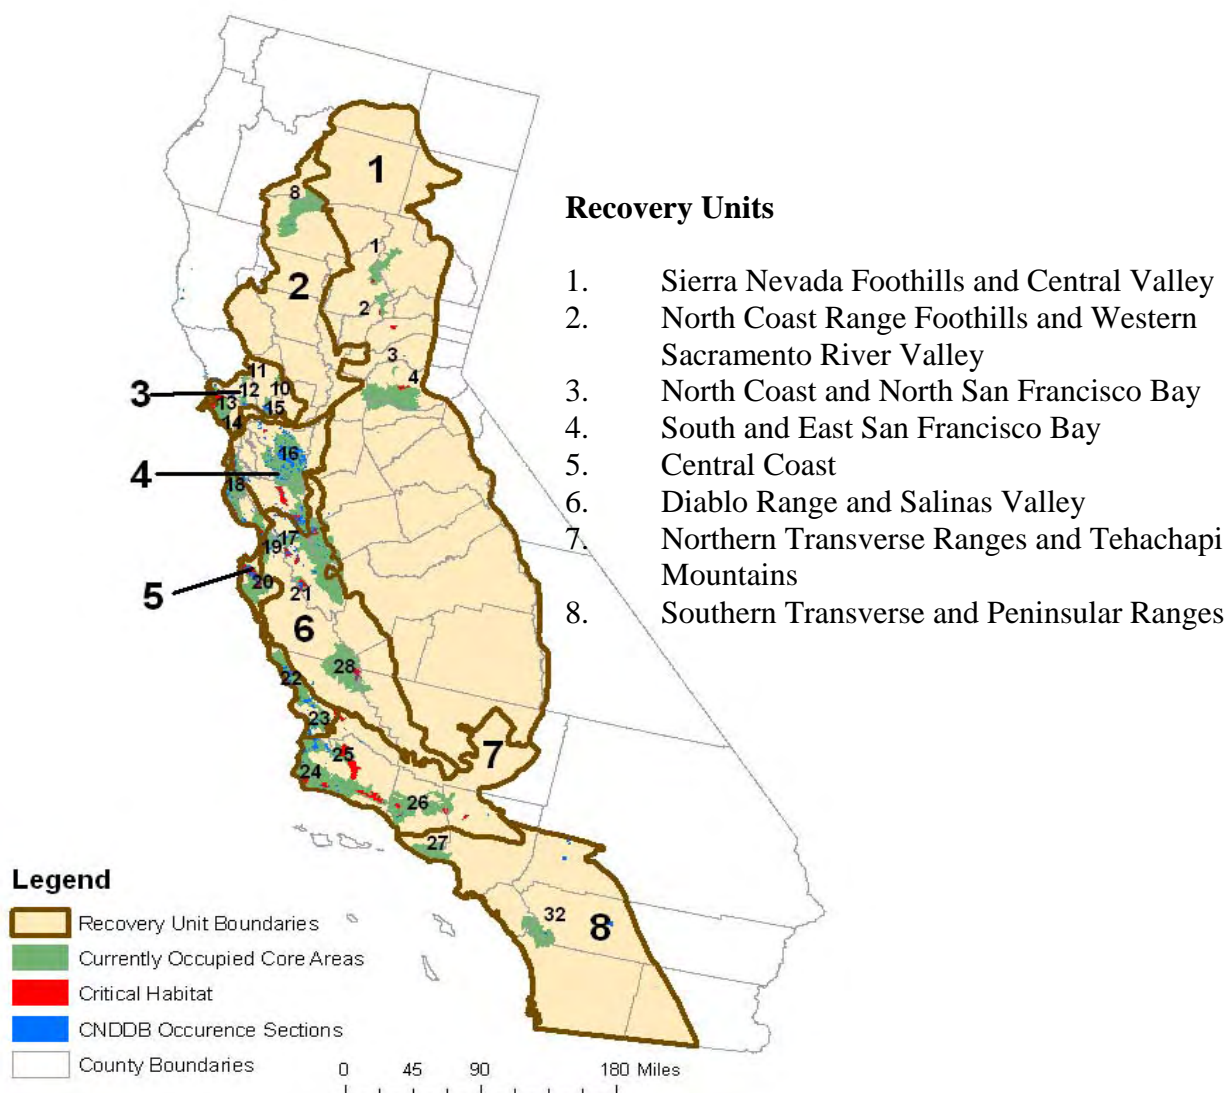 1
8
1
2
2
3
4
11
12
10
3
13
15
14
16
4
18
17
19
5
20
21
6
28
22
23
7
25
24
26
27
32
8
Recovery Units
1. Sierra Nevada Foothills and Central Valley
2. North Coast Range Foothills and Western
Sacramento River Valley
3. North Coast and North San Francisco Bay
4. South and East San Francisco Bay
5. Central Coast
6. Diablo Range and Salinas Valley
7. Northern Transverse Ranges and Tehachapi
Mountains
8. Southern Transverse and Peninsular Ranges
Legend
Recovery Unit Boundaries
Currently Occupied Core Areas
Critical Habitat
CNDDB Occurence Sections
County Boundaries
0 45 90 180 Miles